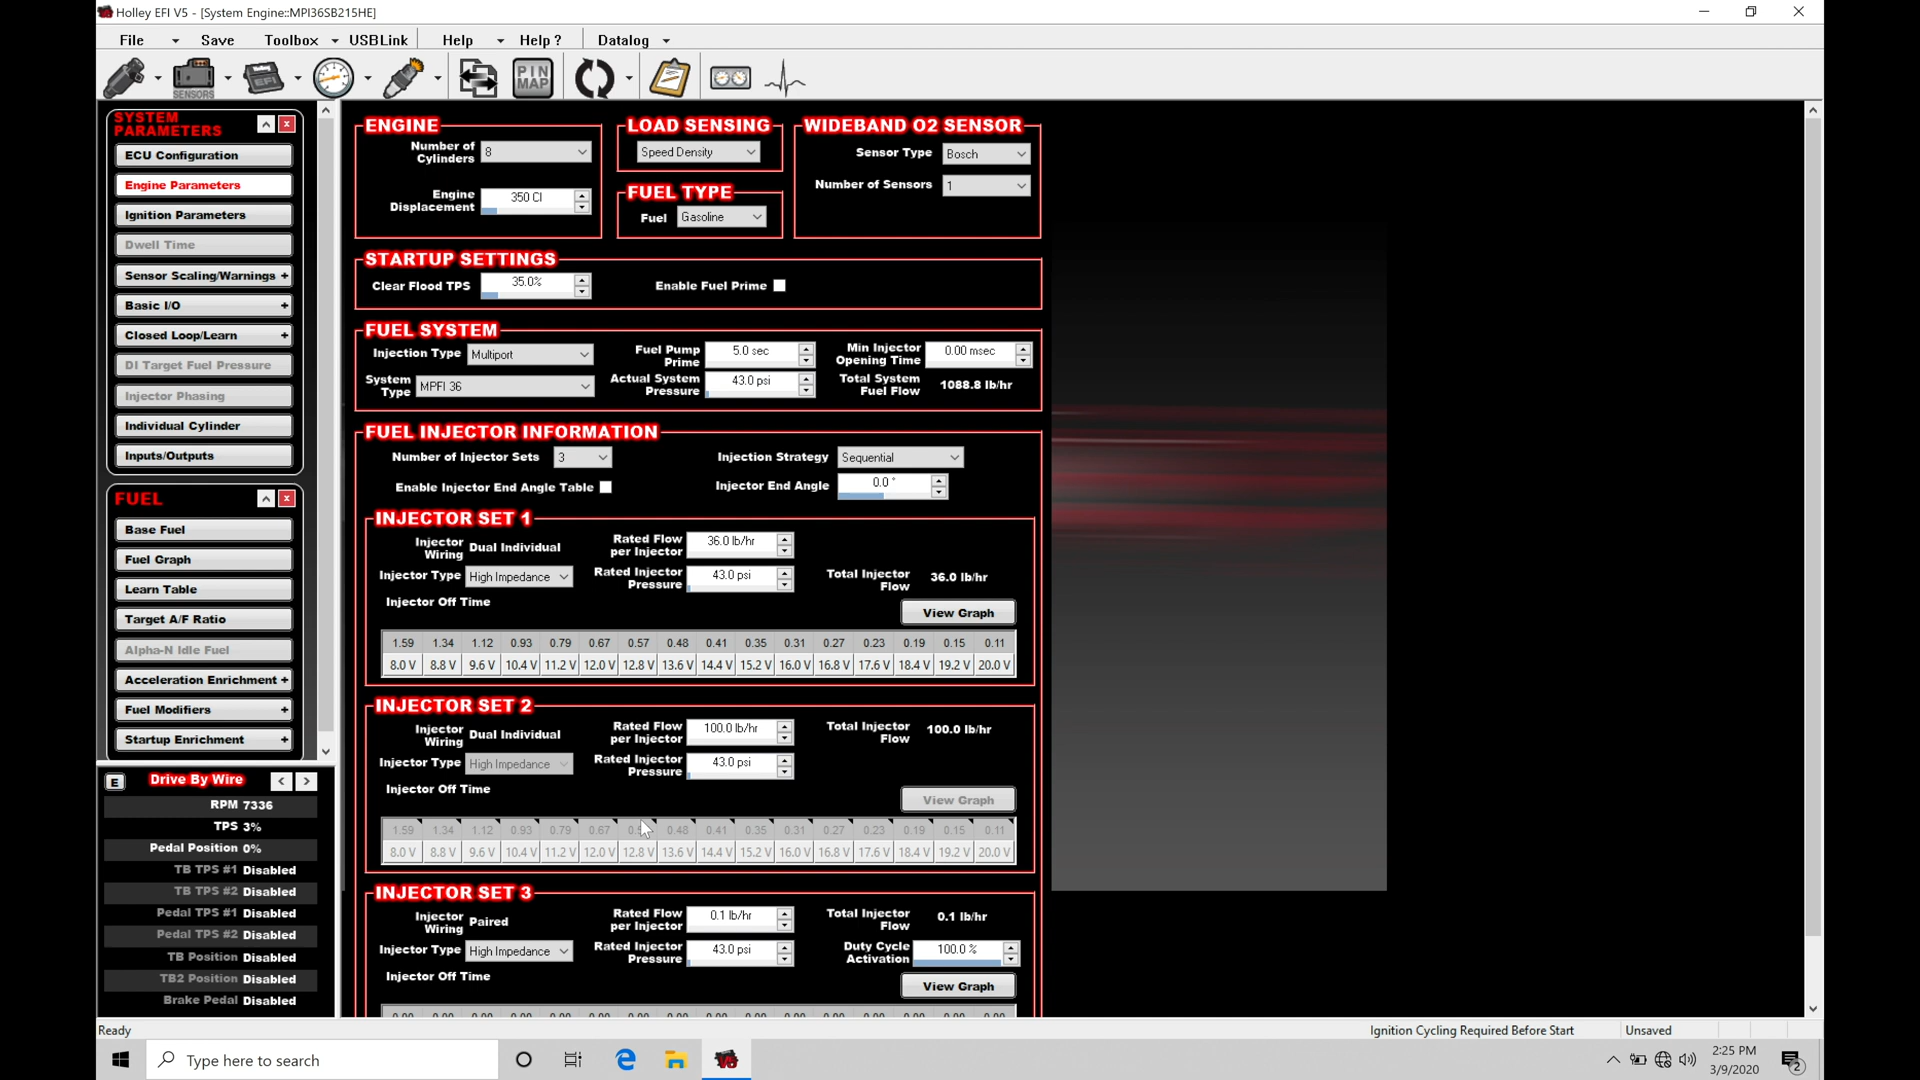 Holley EFI V5 - [System Engine::MPI36SB215HE]
File Save Toolbox USBLink Help Help ? Datalog
SENSORS EFI PIN MAP
SYSTEM PARAMETERS
ECU Configuration
Engine Parameters
Ignition Parameters
Dwell Time
Sensor Scaling/Warnings +
Basic I/O +
Closed Loop/Learn +
DI Target Fuel Pressure
Injector Phasing
Individual Cylinder
Inputs/Outputs
FUEL
Base Fuel
Fuel Graph
Learn Table
Target A/F Ratio
Alpha-N Idle Fuel
Acceleration Enrichment +
Fuel Modifiers +
Startup Enrichment +
E Drive By Wire < >
RPM 7336
TPS 3%
Pedal Position 0%
TB TPS #1 Disabled
TB TPS #2 Disabled
Pedal TPS #1 Disabled
Pedal TPS #2 Disabled
TB Position Disabled
TB2 Position Disabled
Brake Pedal Disabled
ENGINE
Number of Cylinders 8
Engine Displacement 350 CI
LOAD SENSING
Speed Density
FUEL TYPE
Fuel Gasoline
WIDEBAND O2 SENSOR
Sensor Type Bosch
Number of Sensors 1
STARTUP SETTINGS
Clear Flood TPS 35.0% Enable Fuel Prime
FUEL SYSTEM
Injection Type Multiport Fuel Pump Prime 5.0 sec Min Injector Opening Time 0.00 msec
System Type MPFI 36 Actual System Pressure 43.0 psi Total System Fuel Flow 1088.8 lb/hr
FUEL INJECTOR INFORMATION
Number of Injector Sets 3 Injection Strategy Sequential
Enable Injector End Angle Table Injector End Angle 0.0 °
INJECTOR SET 1
Injector Wiring Dual Individual Rated Flow per Injector 36.0 lb/hr
Injector Type High Impedance Rated Injector Pressure 43.0 psi Total Injector Flow 36.0 lb/hr
Injector Off Time
View Graph
1.59 1.34 1.12 0.93 0.79 0.67 0.57 0.48 0.41 0.35 0.31 0.27 0.23 0.19 0.15 0.11
8.0 V 8.8 V 9.6 V 10.4 V 11.2 V 12.0 V 12.8 V 13.6 V 14.4 V 15.2 V 16.0 V 16.8 V 17.6 V 18.4 V 19.2 V 20.0 V
INJECTOR SET 2
Injector Wiring Dual Individual Rated Flow per Injector 100.0 lb/hr Total Injector Flow 100.0 lb/hr
Injector Type High Impedance Rated Injector Pressure 43.0 psi
Injector Off Time
View Graph
1.59 1.34 1.12 0.93 0.79 0.67 0.48 0.41 0.35 0.31 0.27 0.23 0.19 0.15 0.11
8.0 V 8.8 V 9.6 V 10.4 V 11.2 V 12.0 V 12.8 V 13.6 V 14.4 V 15.2 V 16.0 V 16.8 V 17.6 V 18.4 V 19.2 V 20.0 V
INJECTOR SET 3
Injector Wiring Paired Rated Flow per Injector 0.1 lb/hr Total Injector Flow 0.1 lb/hr
Injector Type High Impedance Rated Injector Pressure 43.0 psi Duty Cycle Activation 100.0 %
Injector Off Time
View Graph
Ready Ignition Cycling Required Before Start Unsaved
Type here to search
2:25 PM
3/9/2020
2